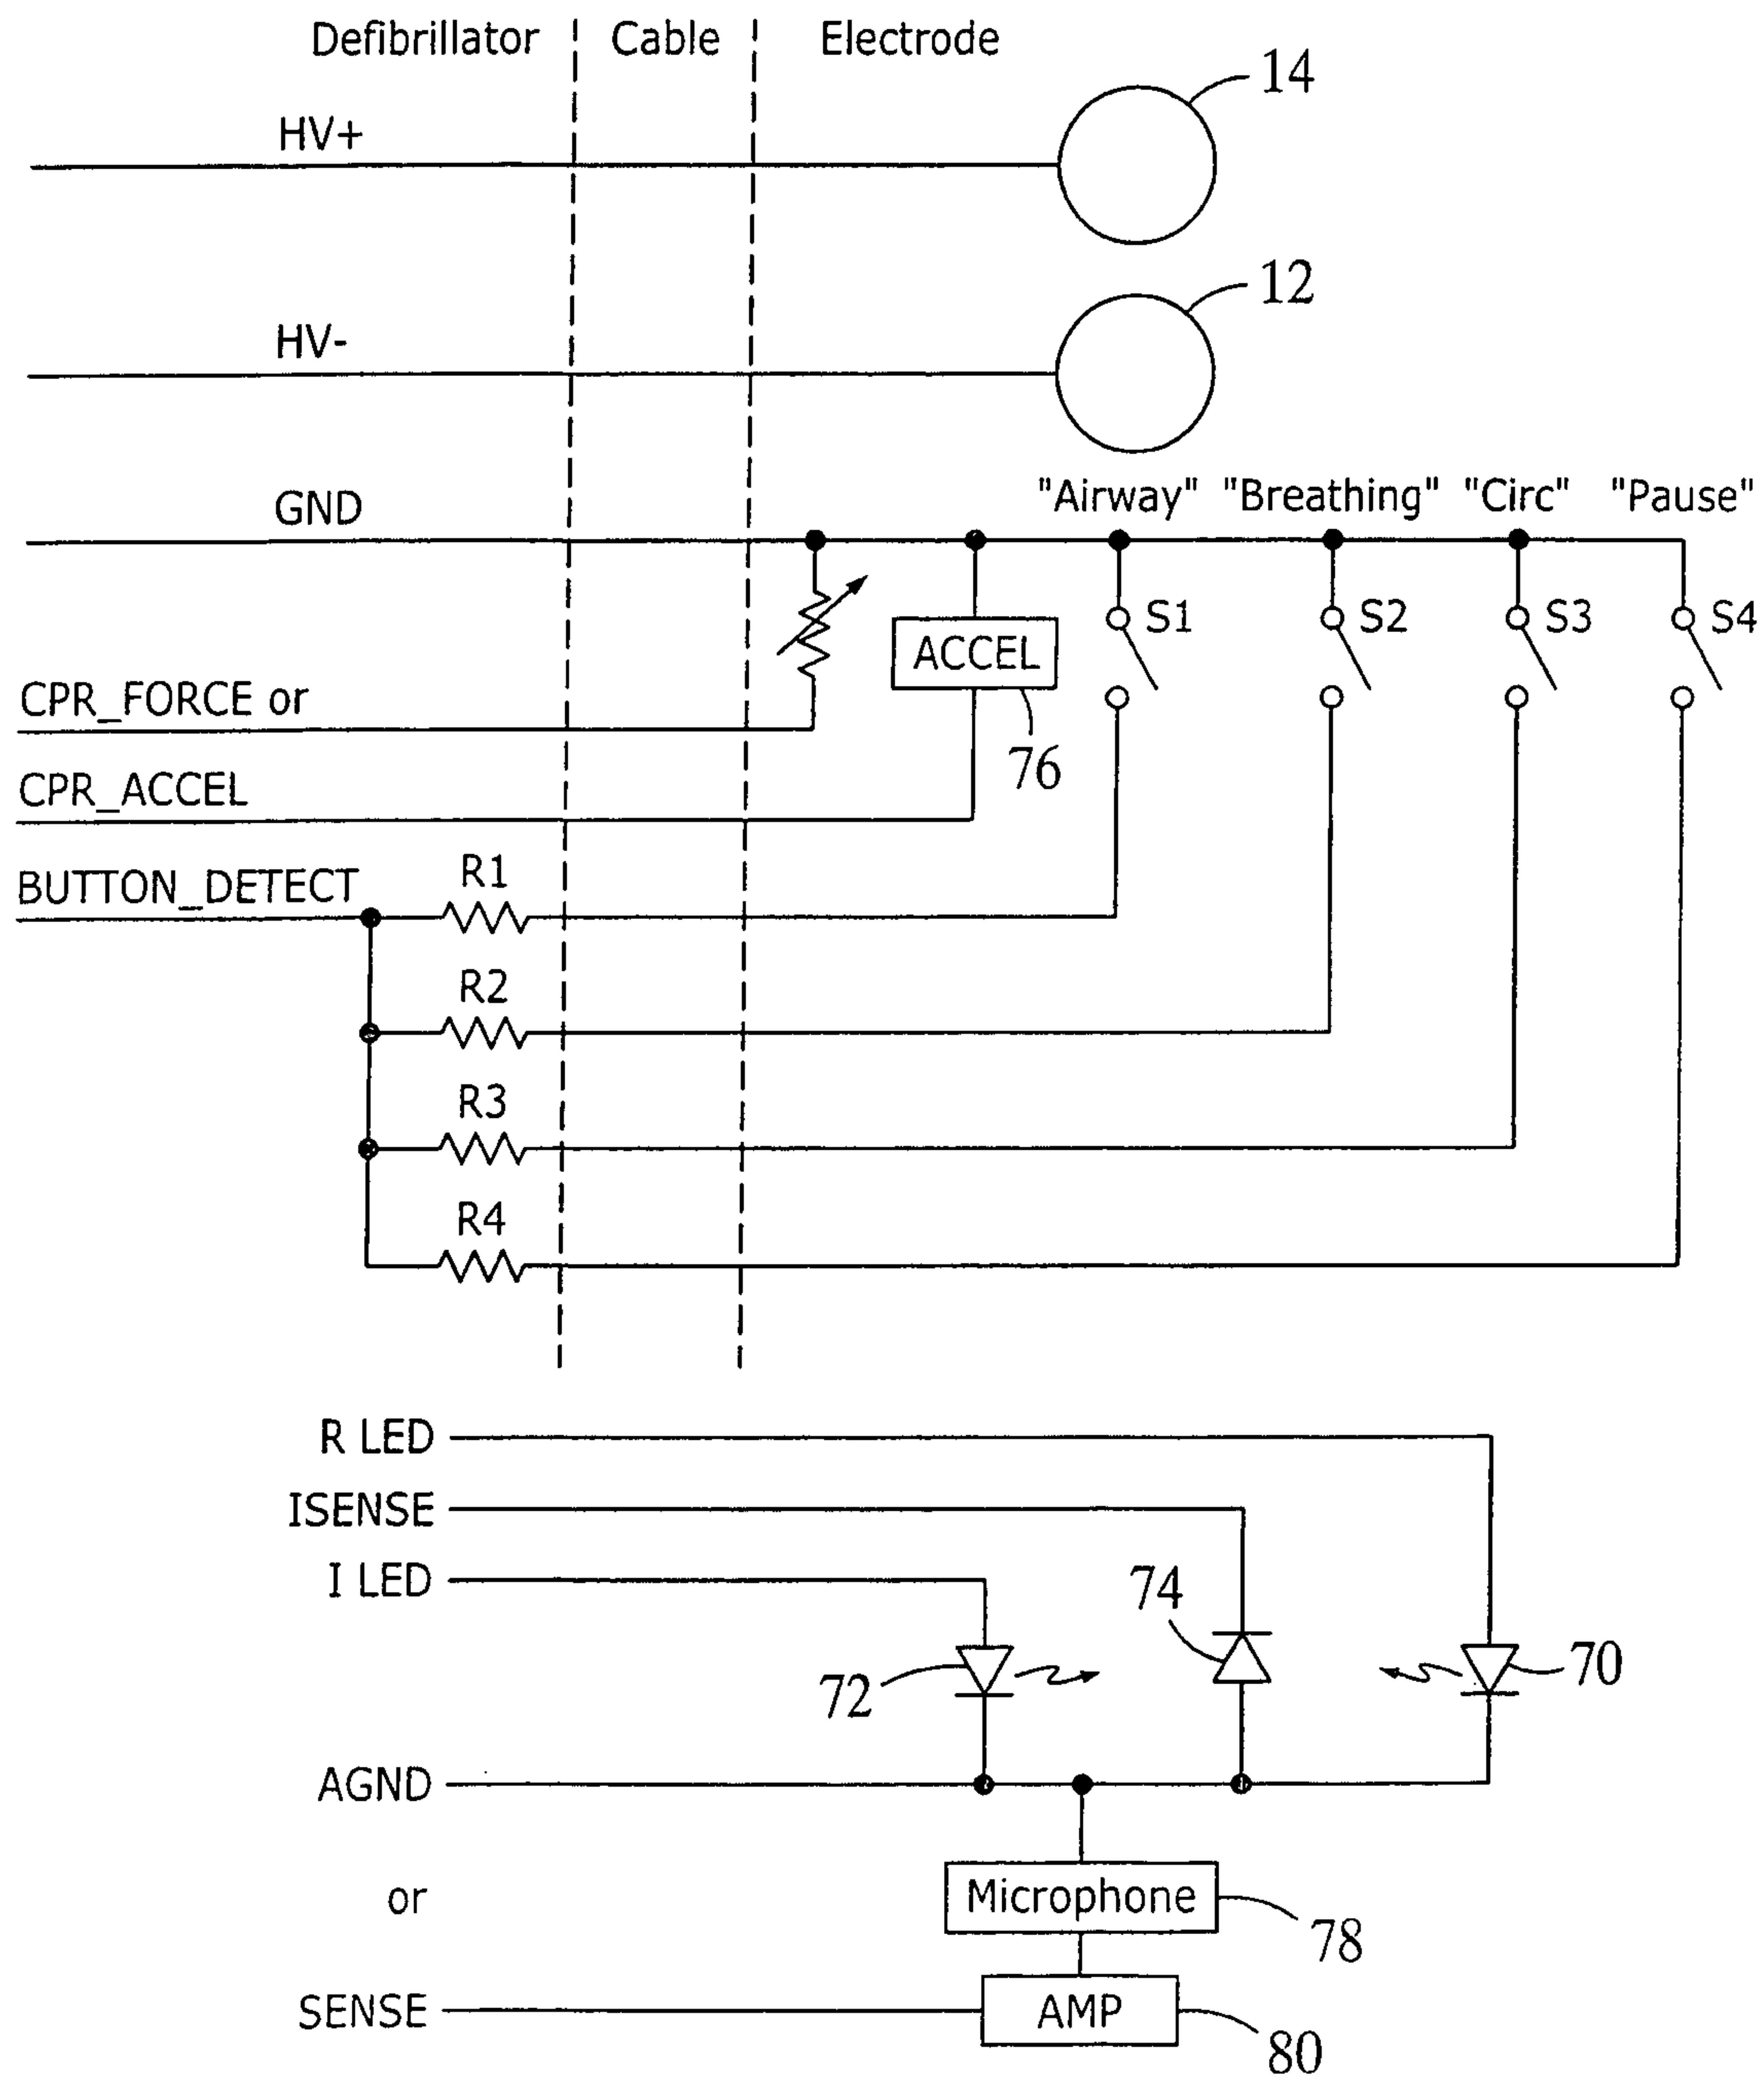 Defibrillator Cable Electrode
14
HV+
12
HV-
"Airway" "Breathing" "Circ" "Pause"
GND
S1 S2 S3 S4
ACCEL
CPR_FORCE or
76
CPR_ACCEL
R1
BUTTON_DETECT
R2
R3
R4
R LED
ISENSE
I LED
74
70
72
AGND
Microphone
or
78
AMP
SENSE
80